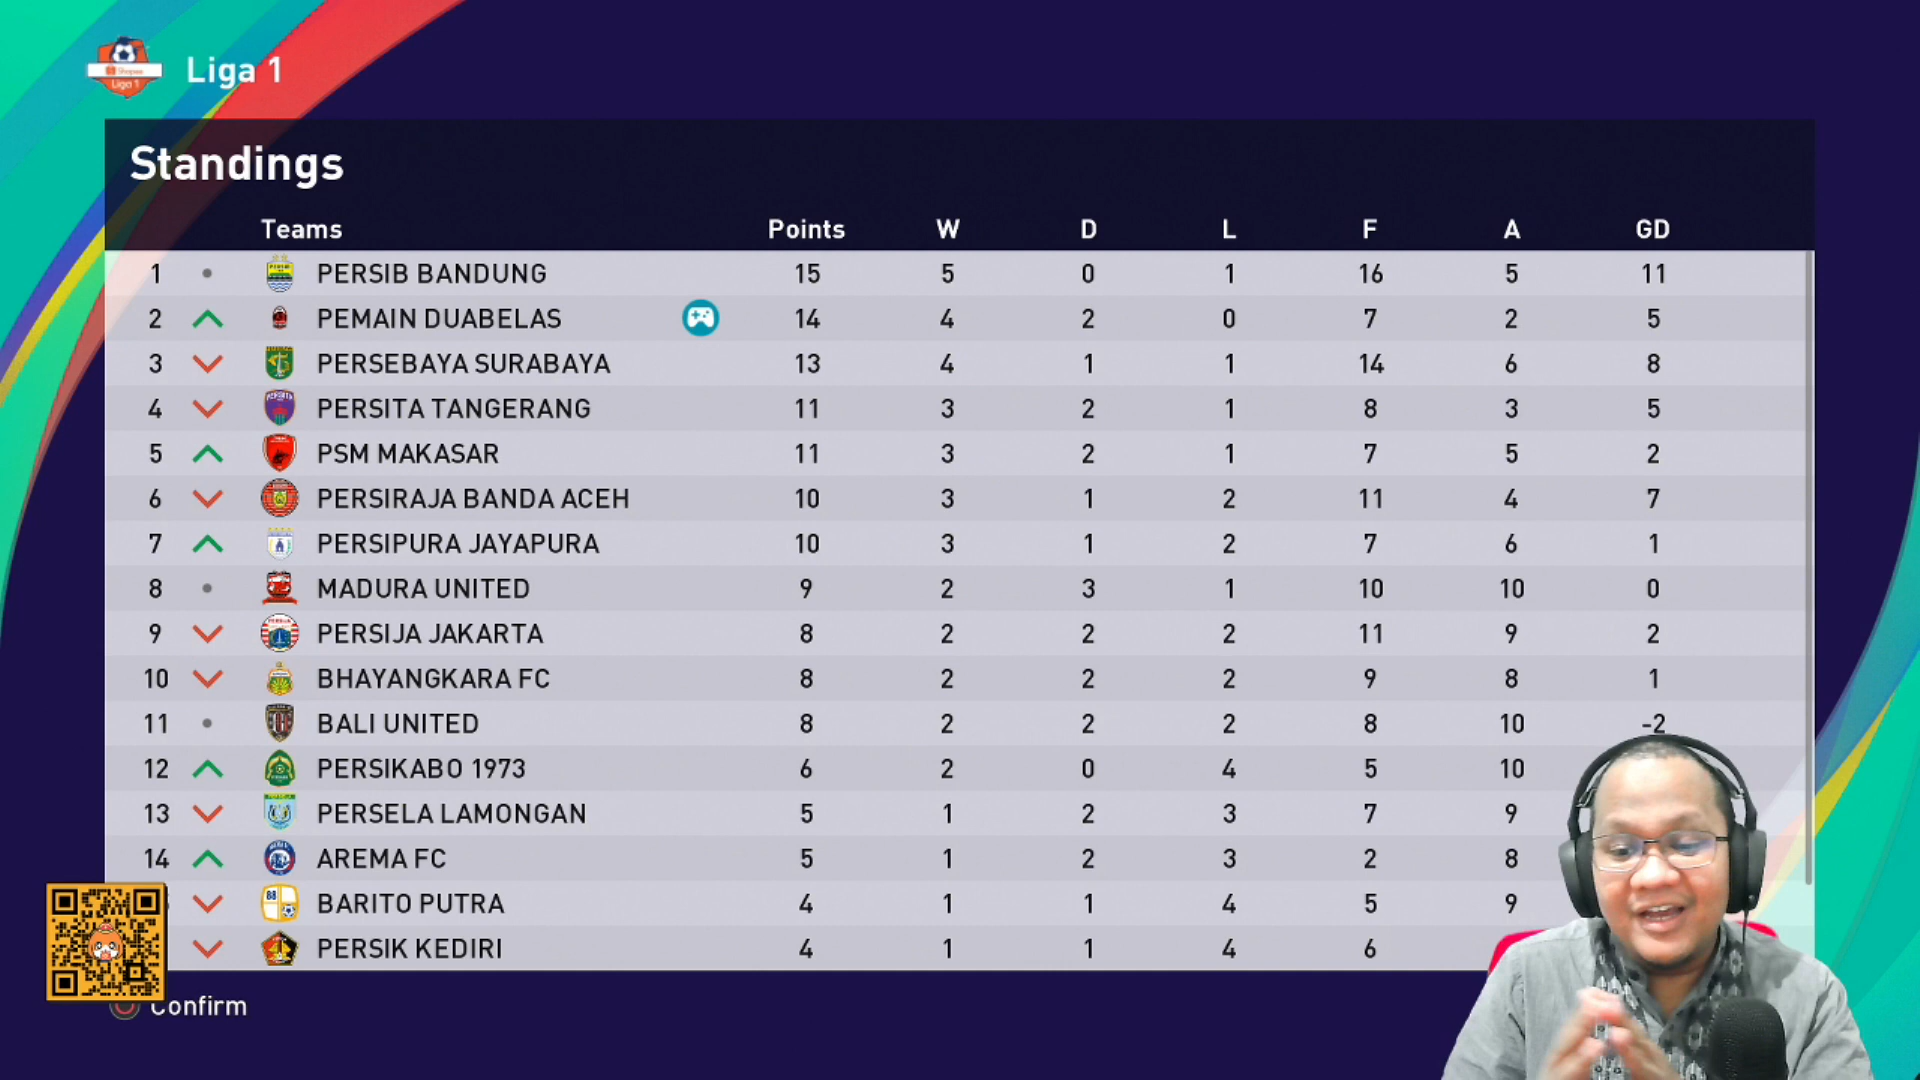 Shopee
Liga 1
Liga 1
Standings
Teams Points W D L F A GD
1 PERSIB BANDUNG 15 5 0 1 16 5 11
2 PEMAIN DUABELAS 14 4 2 0 7 2 5
3 PERSEBAYA SURABAYA 13 4 1 1 14 6 8
4 PERSITA TANGERANG 11 3 2 1 8 3 5
5 PSM MAKASAR 11 3 2 1 7 5 2
6 PERSIRAJA BANDA ACEH 10 3 1 2 11 4 7
7 PERSIPURA JAYAPURA 10 3 1 2 7 6 1
8 MADURA UNITED 9 2 3 1 10 10 0
9 PERSIJA JAKARTA 8 2 2 2 11 9 2
10 BHAYANGKARA FC 8 2 2 2 9 8 1
11 BALI UNITED 8 2 2 2 8 10 -2
12 PERSIKABO 1973 6 2 0 4 5 10
13 PERSELA LAMONGAN 5 1 2 3 7 9
14 AREMA FC 5 1 2 3 2 8
BARITO PUTRA 4 1 1 4 5 9
PERSIK KEDIRI 4 1 1 4 6
Confirm